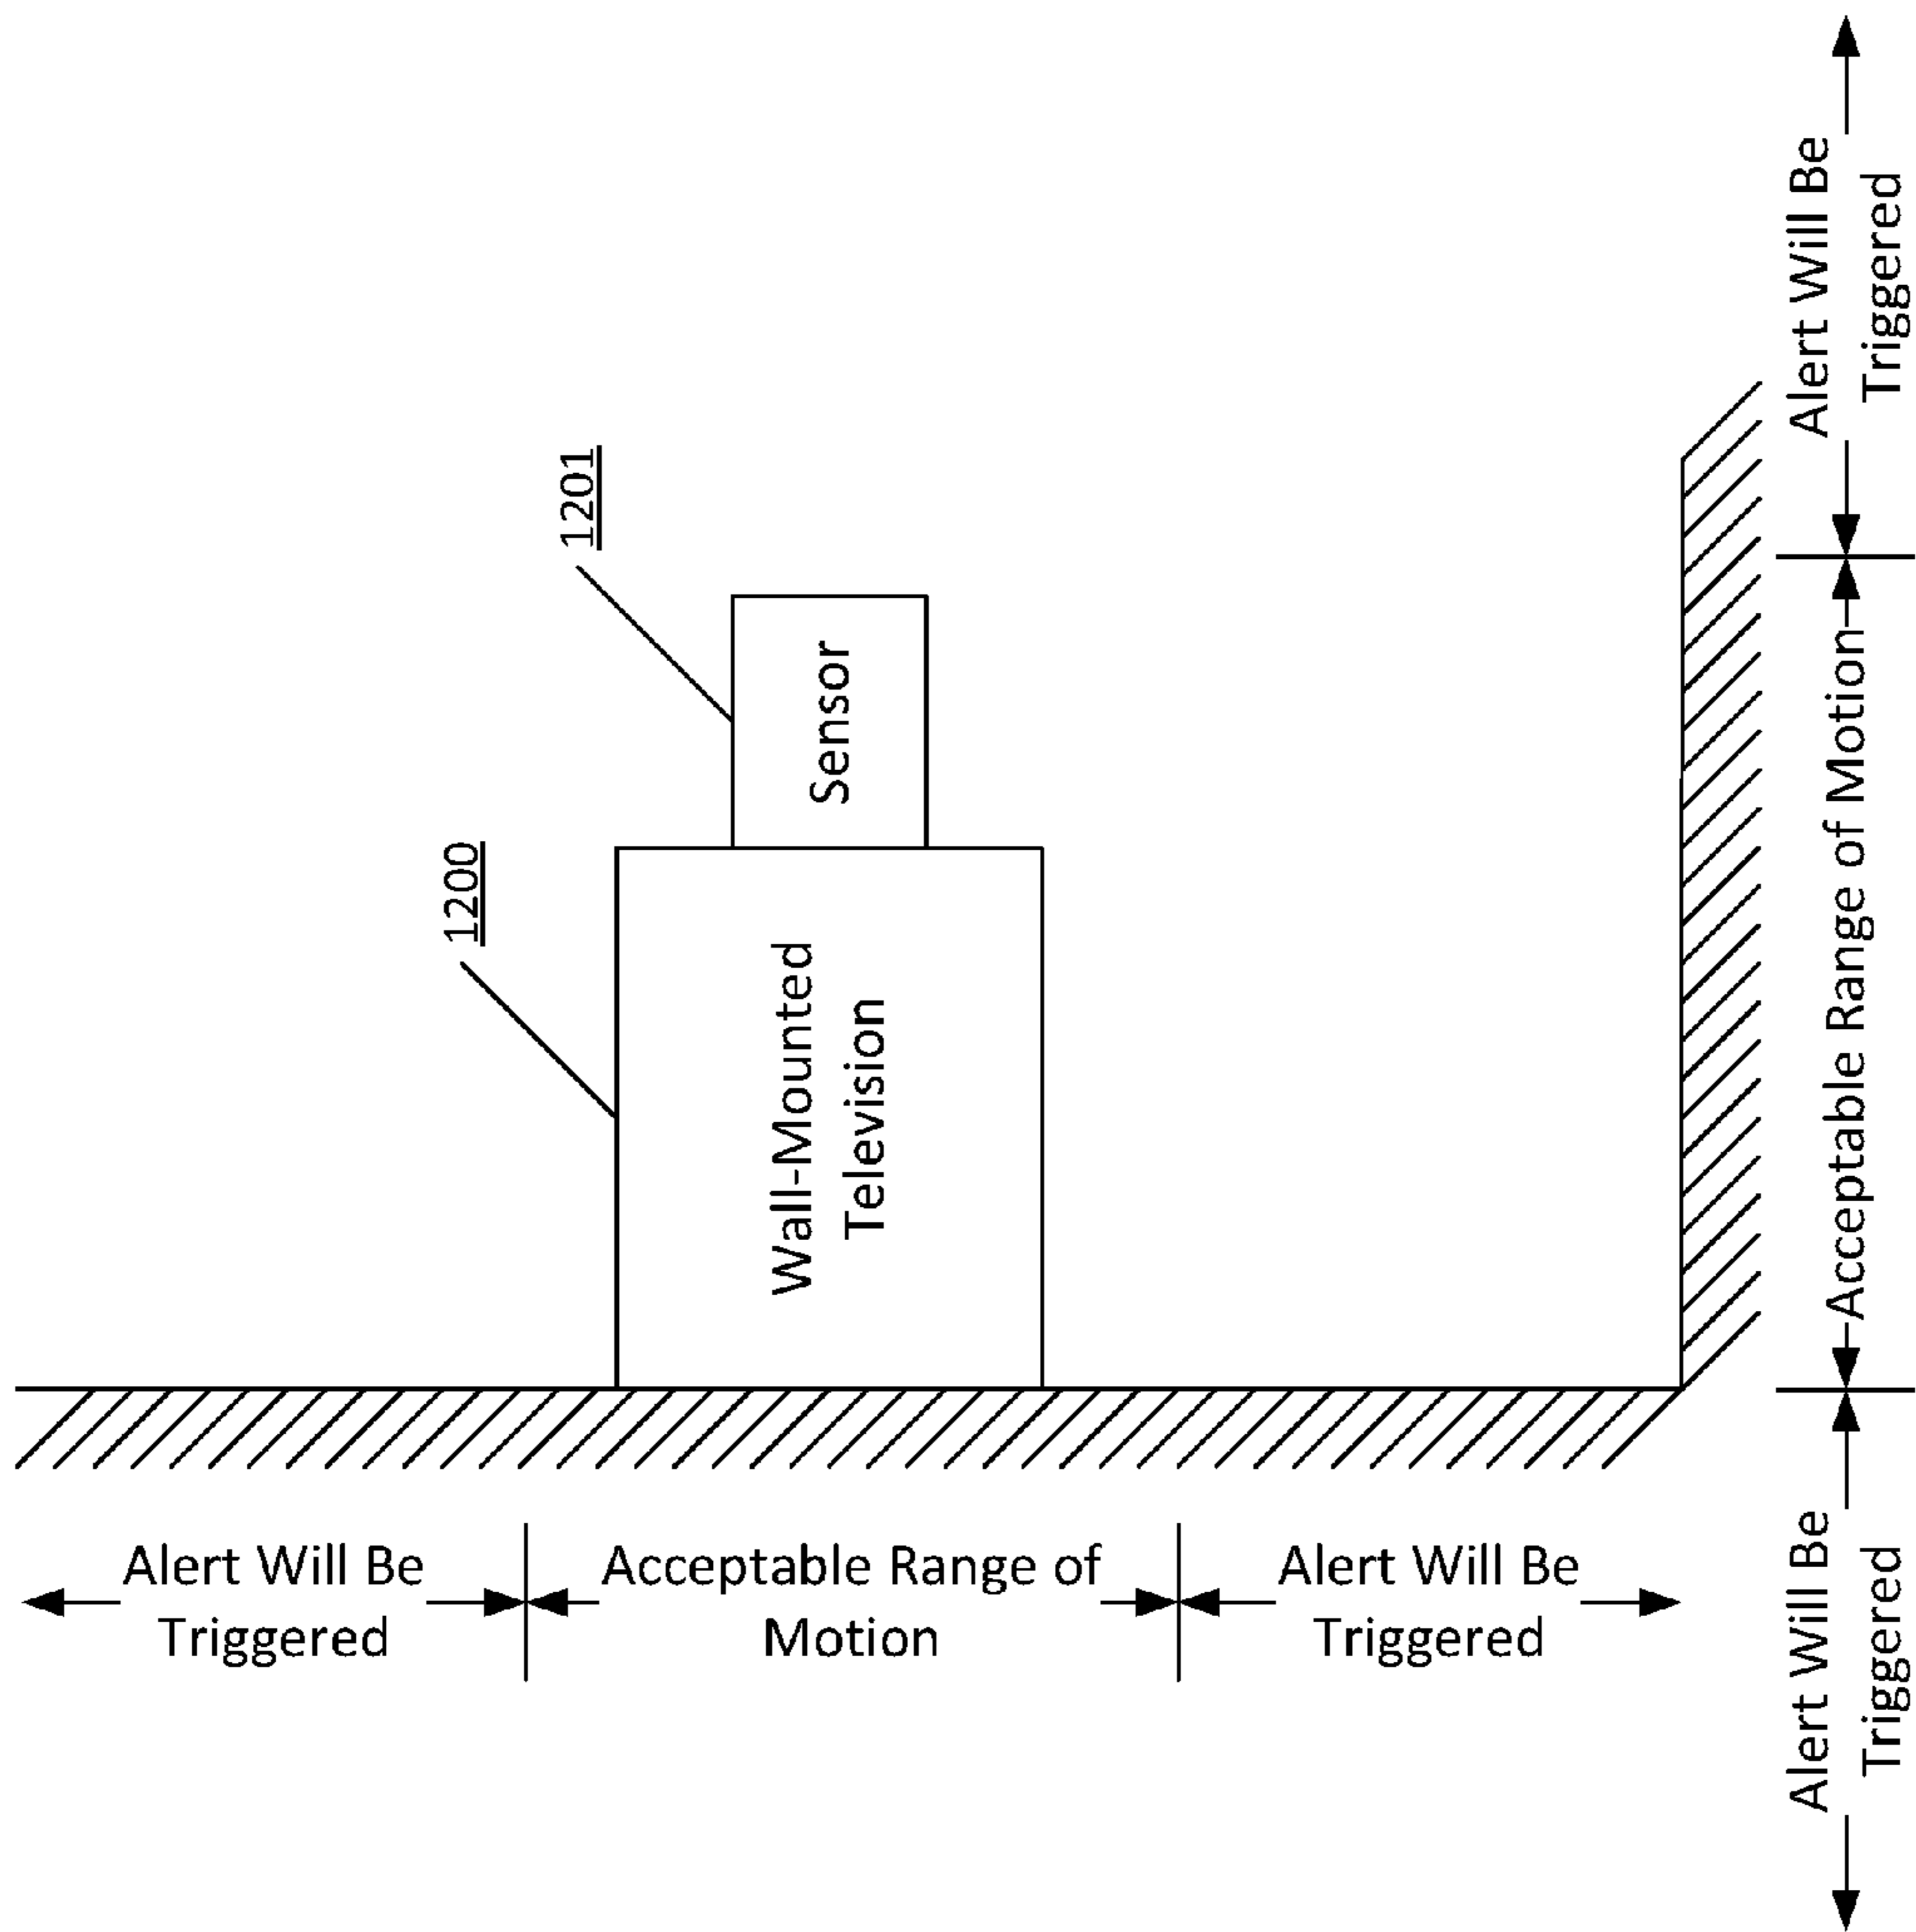 1201
1200
Sensor
Wall-Mounted
Television
Alert Will Be
Triggered
Acceptable Range of
Motion
Alert Will Be
Triggered
Alert Will Be
Triggered
Acceptable Range of Motion
Alert Will Be
Triggered